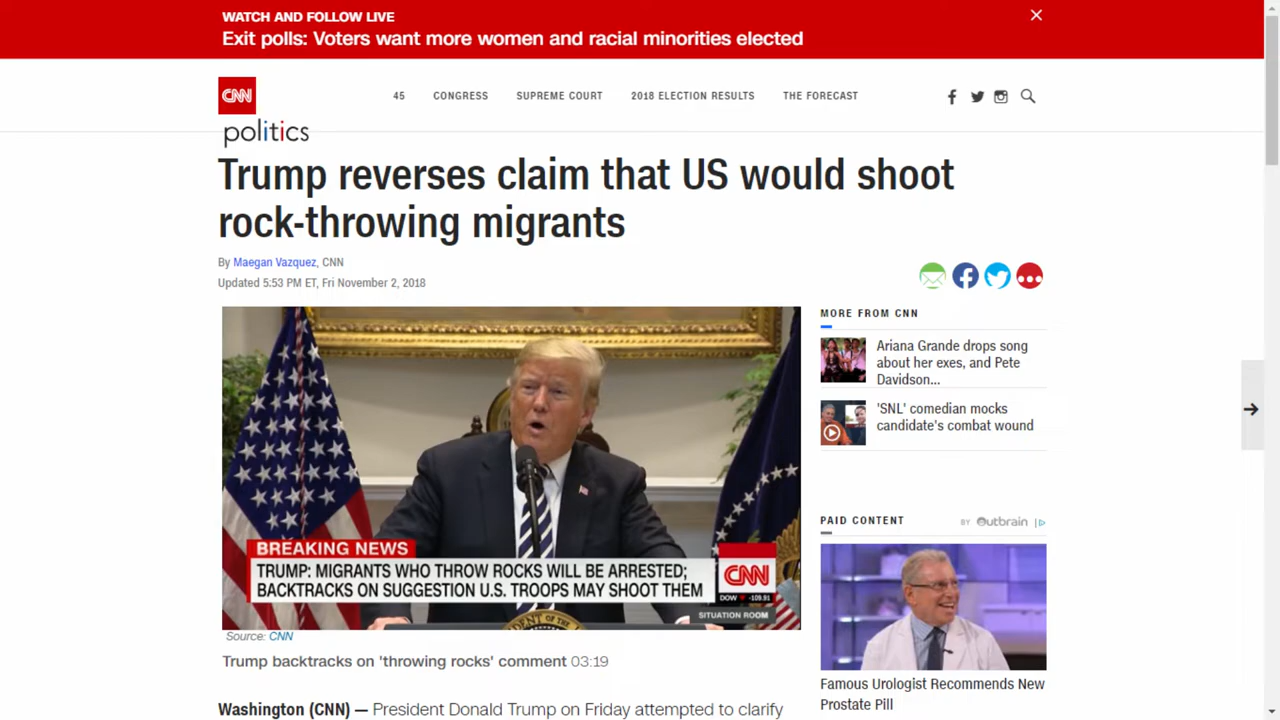 WATCH AND FOLLOW LIVE
Exit polls: Voters want more women and racial minorities elected
CNN
politics
45
CONGRESS
SUPREME COURT
2018 ELECTION RESULTS
THE FORECAST
Trump reverses claim that US would shoot
rock-throwing migrants
By Maegan Vazquez, CNN
Updated 5:53 PM ET, Fri November 2, 2018
BREAKING NEWS
TRUMP: MIGRANTS WHO THROW ROCKS WILL BE ARRESTED;
BACKTRACKS ON SUGGESTION U.S. TROOPS MAY SHOOT THEM
CNN
DOW -109.91
SITUATION ROOM
Source: CNN
Trump backtracks on 'throwing rocks' comment 03:19
Washington (CNN) — President Donald Trump on Friday attempted to clarify
MORE FROM CNN
Ariana Grande drops song
about her exes, and Pete
Davidson...
'SNL' comedian mocks
candidate's combat wound
PAID CONTENT
BY Outbrain
Famous Urologist Recommends New
Prostate Pill